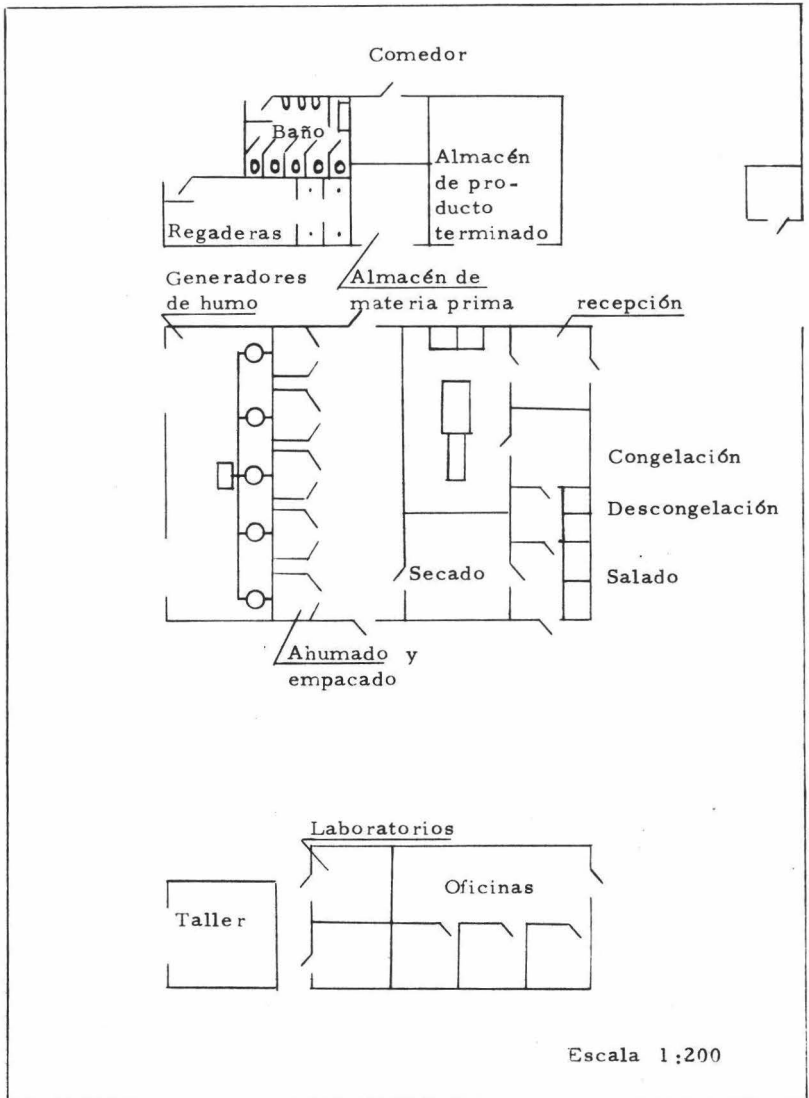 Comedor
Baño
Almacén
de pro-
ducto
terminado
Regaderas
Generadores
de humo
Almacén de
materia prima
recepción
Congelación
Descongelación
Salado
Secado
Ahumado y
empacado
Laboratorios
Oficinas
Taller
Escala 1:200